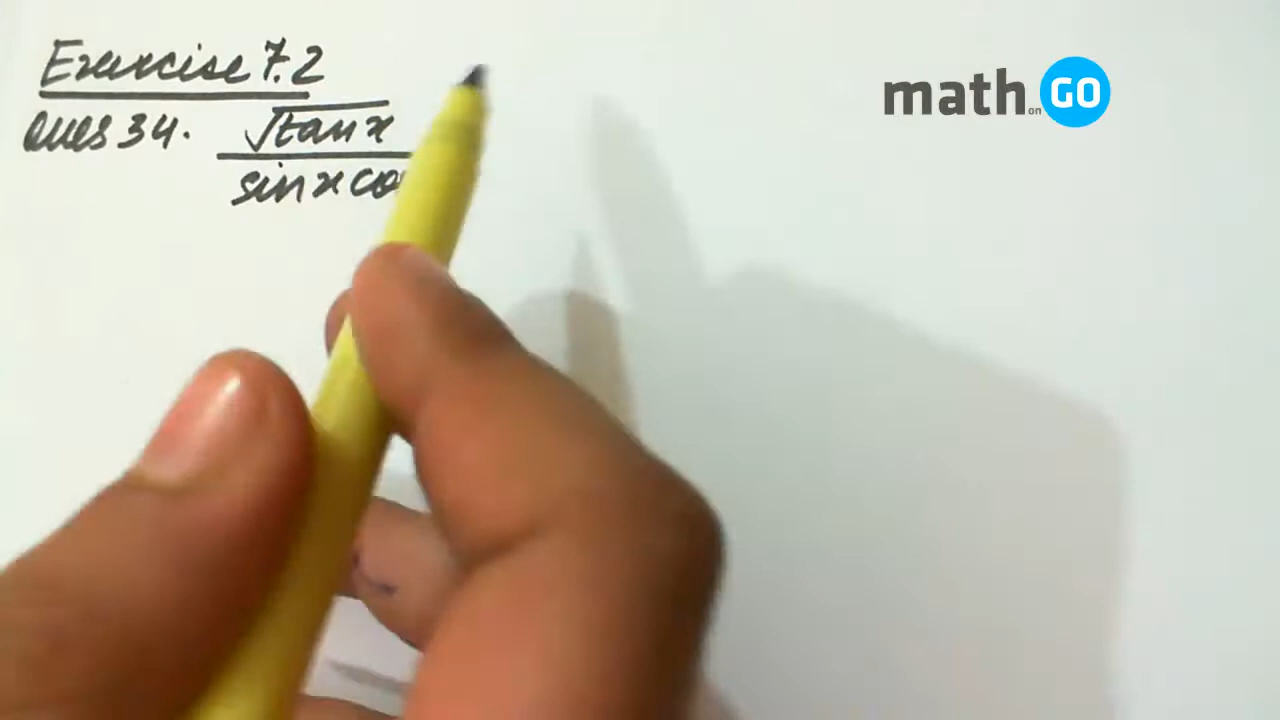 Exercise 7.2
Ques 34. √tan x
sin x co
math on GO